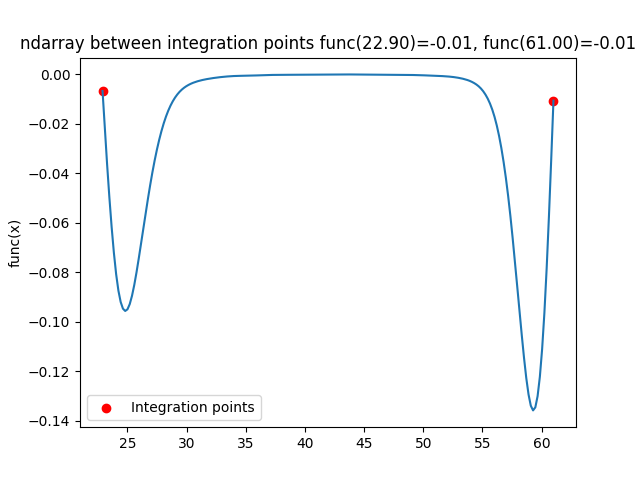 ndarray between integration points func(22.90)=-0.01, func(61.00)=-0.01
0.00
−0.02
−0.04
−0.06
−0.08
−0.10
−0.12
−0.14
func(x)
Integration points
25 30 35 40 45 50 55 60